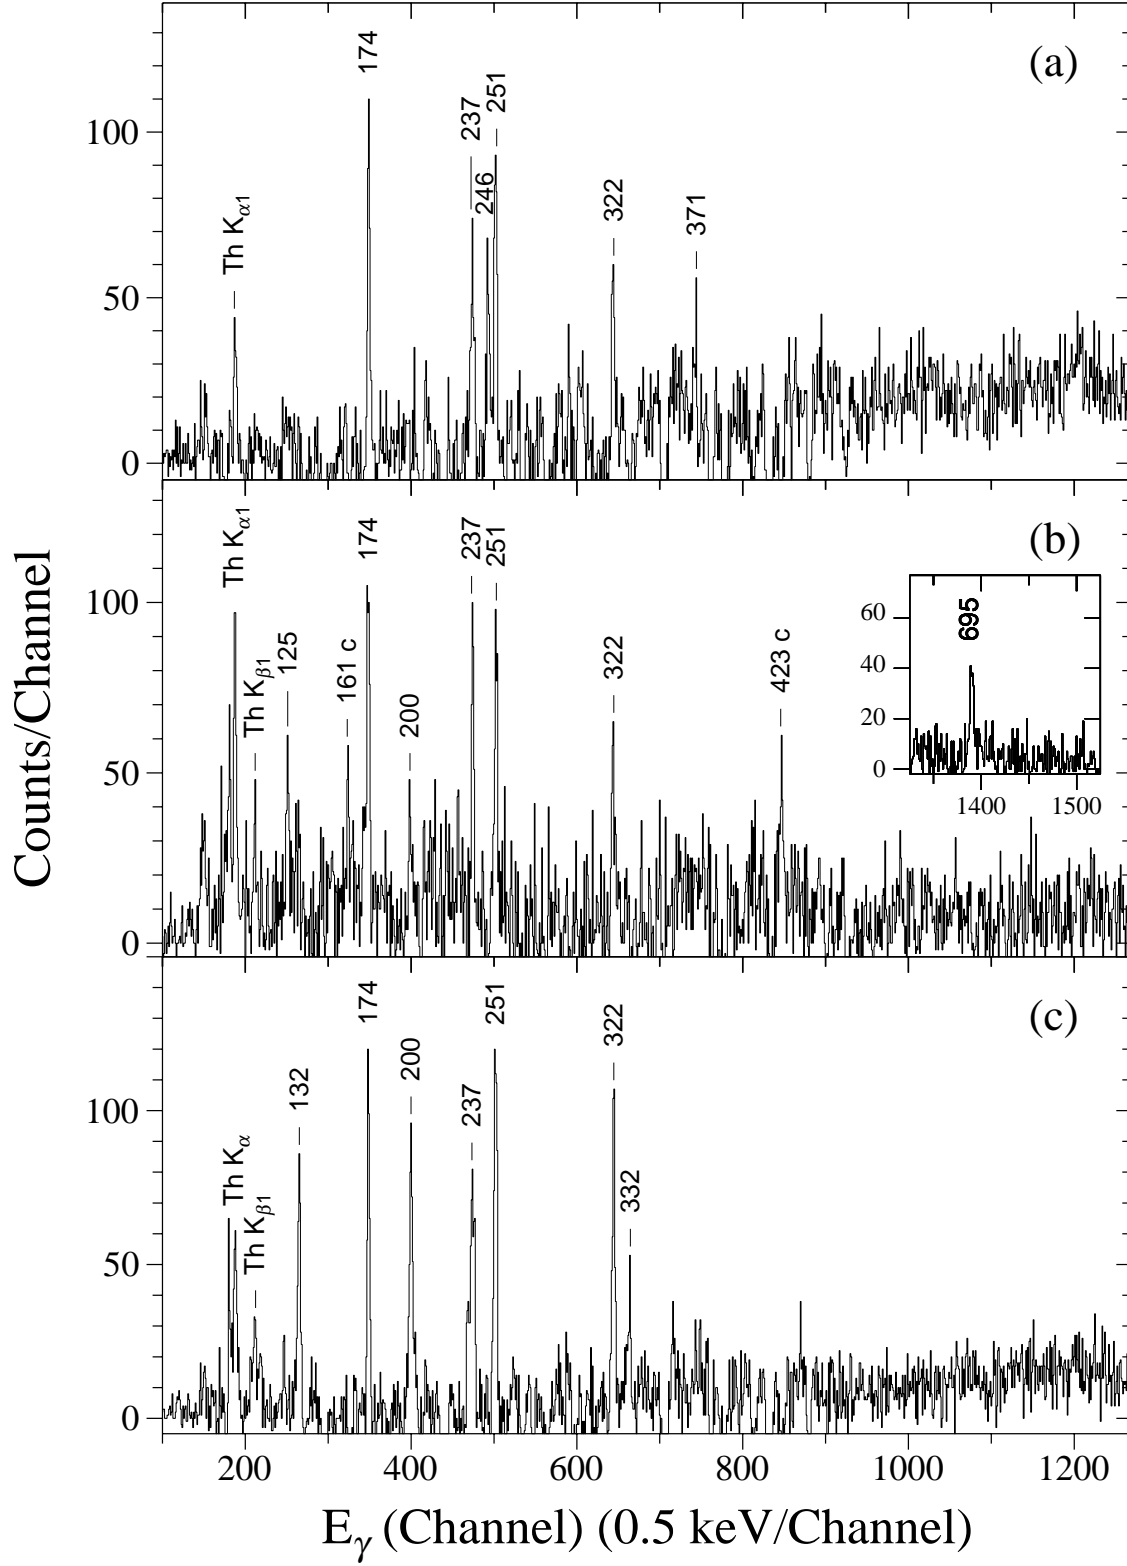 (a)
174
237
251
246
Th Kα1
322
371
100
50
0
(b)
Th Kα1
174
237
251
Th Kβ1
125
161 c
200
322
423 c
100
50
0
695
60
40
20
0
1400
1500
Counts/Channel
(c)
174
251
322
200
132
237
332
Th Kα
Th Kβ1
100
50
0
200 400 600 800 1000 1200
Eγ (Channel) (0.5 keV/Channel)